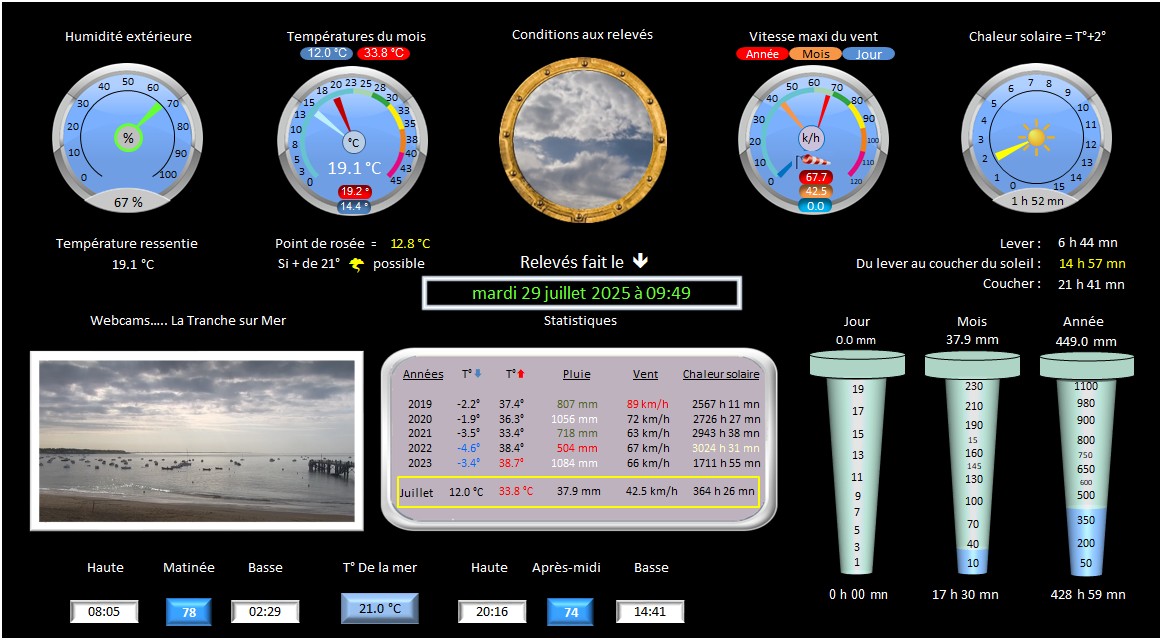 Humidité extérieure
Températures du mois
Conditions aux relevés
Vitesse maxi du vent
Chaleur solaire = T°+2°
12.0 °C 33.8 °C
Année Mois Jour
0 10 20 30 40 50 60 70 80 90 100
%
67 %
0 3 5 8 10 13 15 18 20 23 25 28 30 33 35 38 40 43 45
°C
19.1 °C
19.2 °
14.4 °
0 10 20 30 40 50 60 70 80 90 100 110 120
k/h
67.7
42.5
0.0
0 1 2 3 4 5 6 7 8 9 10 11 12 13 14 15
1 h 52 mn
Température ressentie
19.1 °C
Point de rosée = 12.8 °C
Si + de 21° possible
Relevés fait le
mardi 29 juillet 2025 à 09:49
Lever : 6 h 44 mn
Du lever au coucher du soleil : 14 h 57 mn
Coucher : 21 h 41 mn
Webcams..... La Tranche sur Mer
Statistiques
Années T° T° Pluie Vent Chaleur solaire
2019 -2.2° 37.4° 807 mm 89 km/h 2567 h 11 mn
2020 -1.9° 36.3° 1056 mm 72 km/h 2726 h 27 mn
2021 -3.5° 33.4° 718 mm 63 km/h 2943 h 38 mn
2022 -4.6° 38.4° 504 mm 67 km/h 3024 h 31 mn
2023 -3.4° 38.7° 1084 mm 66 km/h 1711 h 55 mn
Juillet 12.0 °C 33.8 °C 37.9 mm 42.5 km/h 364 h 26 mn
Jour
0.0 mm
19
17
15
13
11
9
7
5
3
1
0 h 00 mn
Mois
37.9 mm
230
210
190
15
160
145
130
100
70
40
10
17 h 30 mn
Année
449.0 mm
1100
980
900
800
750
650
600
500
350
200
50
428 h 59 mn
Haute Matinée Basse T° De la mer Haute Après-midi Basse
08:05 78 02:29 21.0 °C 20:16 74 14:41